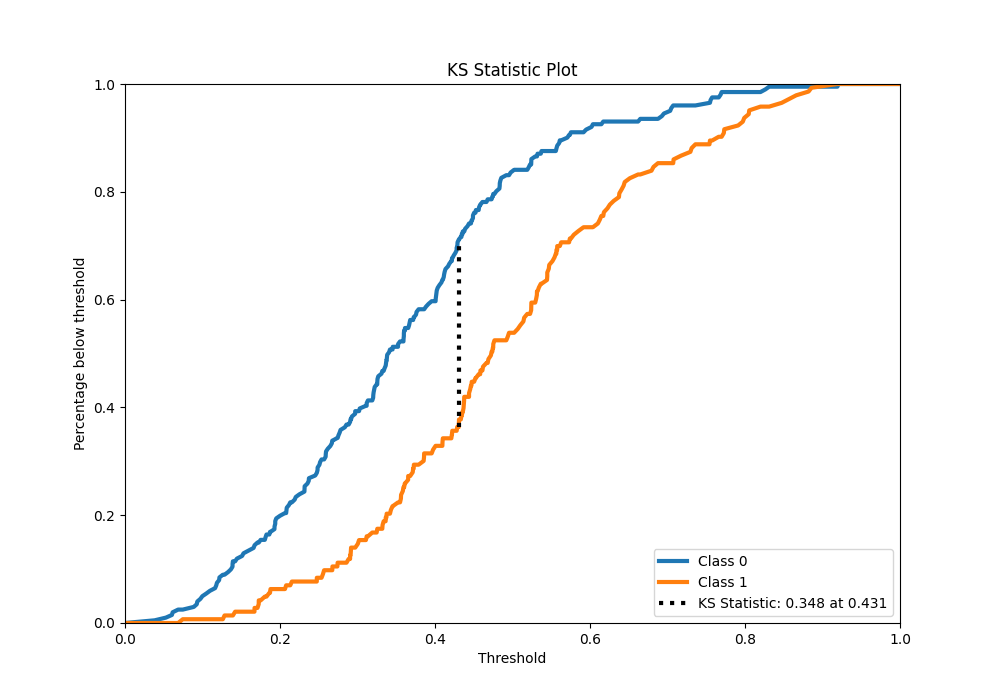 KS Statistic Plot
1.0
0.8
0.6
0.4
0.2
0.0
Percentage below threshold
Class 0
Class 1
KS Statistic: 0.348 at 0.431
0.0 0.2 0.4 0.6 0.8 1.0
Threshold